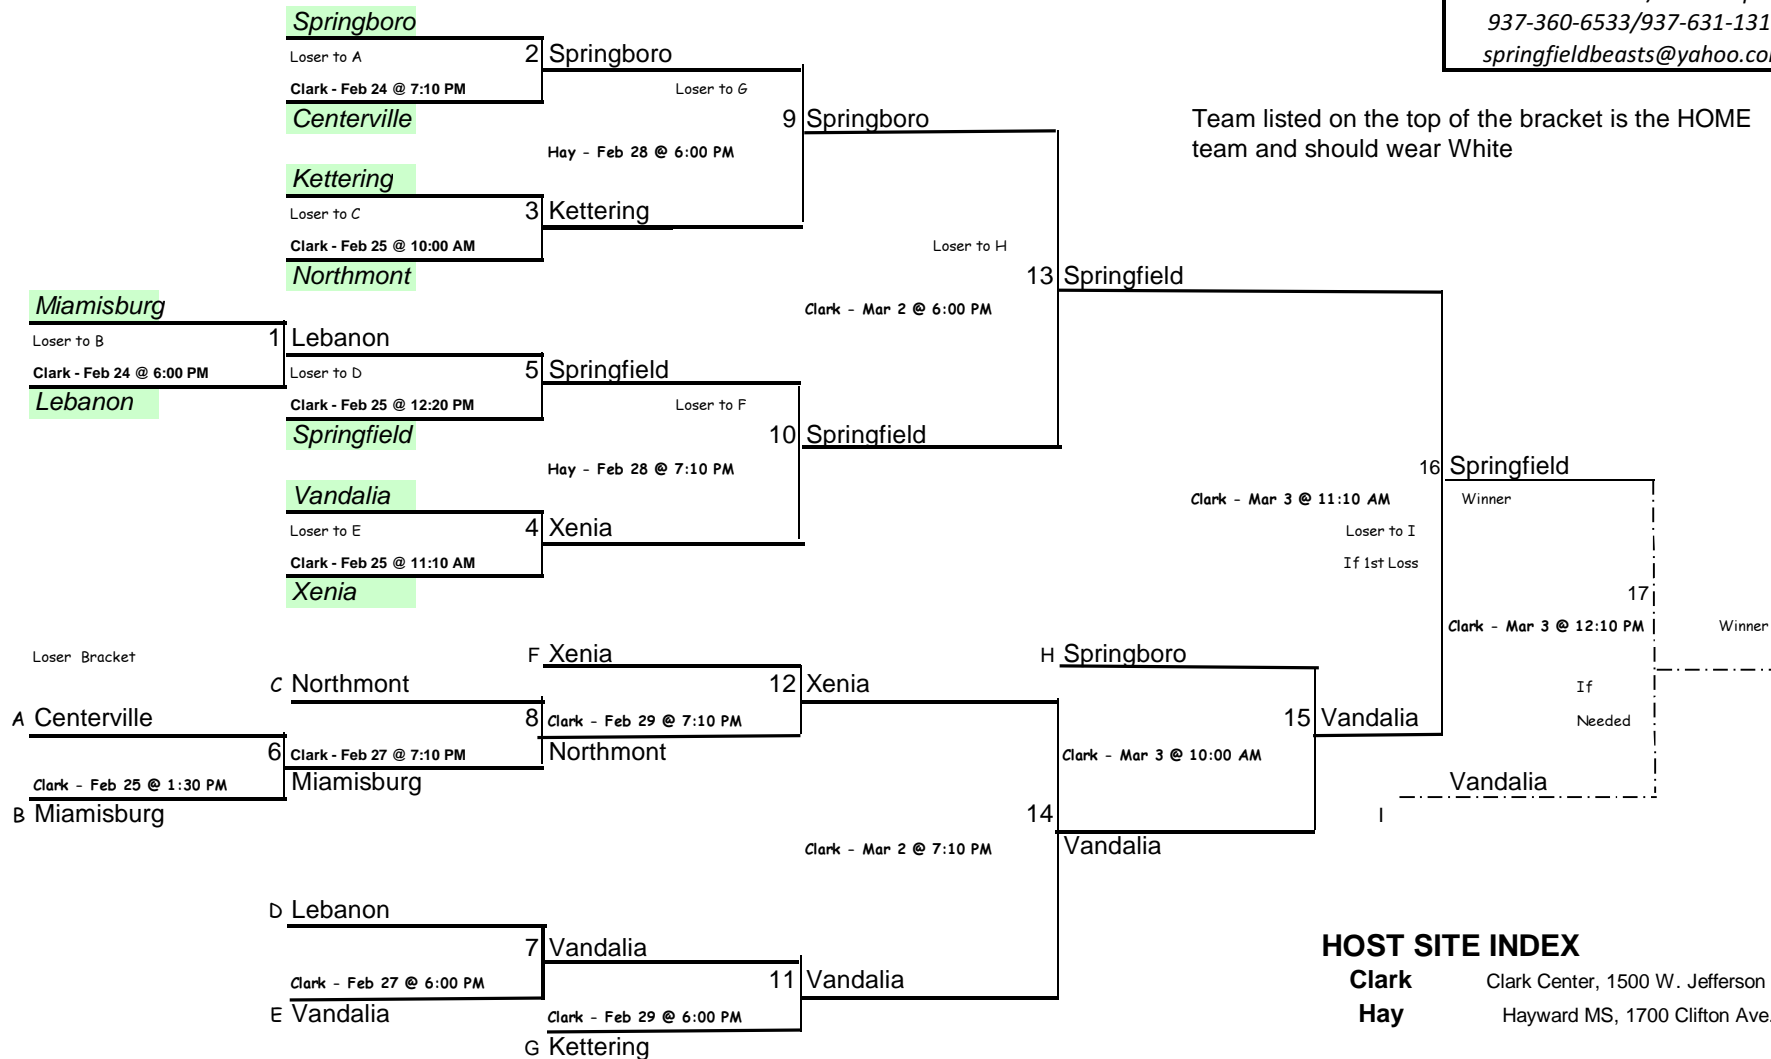 937-360-6533/937-631-131
springfieldbeasts@yahoo.co
Team listed on the top of the bracket is the HOME
team and should wear White
Springboro
Loser to A
2 Springboro
Clark - Feb 24 @ 7:10 PM
Loser to G
Centerville
9 Springboro
Hay - Feb 28 @ 6:00 PM
Kettering
Loser to C
3 Kettering
Clark - Feb 25 @ 10:00 AM
Loser to H
Northmont
13 Springfield
Miamisburg
Clark - Mar 2 @ 6:00 PM
Loser to B
1 Lebanon
Clark - Feb 24 @ 6:00 PM
Loser to D
5 Springfield
Lebanon
Clark - Feb 25 @ 12:20 PM
Loser to F
Springfield
10 Springfield
Hay - Feb 28 @ 7:10 PM
16 Springfield
Vandalia
Clark - Mar 3 @ 11:10 AM
Winner
Loser to E
4 Xenia
Loser to I
Clark - Feb 25 @ 11:10 AM
If 1st Loss
Xenia
17
Clark - Mar 3 @ 12:10 PM
Winner
Loser Bracket
F Xenia
H Springboro
C Northmont
12 Xenia
If
A Centerville
8 Clark - Feb 29 @ 7:10 PM
15 Vandalia
Needed
6 Clark - Feb 27 @ 7:10 PM
Northmont
Clark - Mar 3 @ 10:00 AM
Clark - Feb 25 @ 1:30 PM
Miamisburg
Vandalia
B Miamisburg
14
I
Clark - Mar 2 @ 7:10 PM
Vandalia
D Lebanon
7 Vandalia
HOST SITE INDEX
Clark - Feb 27 @ 6:00 PM
11 Vandalia
Clark Clark Center, 1500 W. Jefferson
E Vandalia
Clark - Feb 29 @ 6:00 PM
Hay Hayward MS, 1700 Clifton Ave.
G Kettering